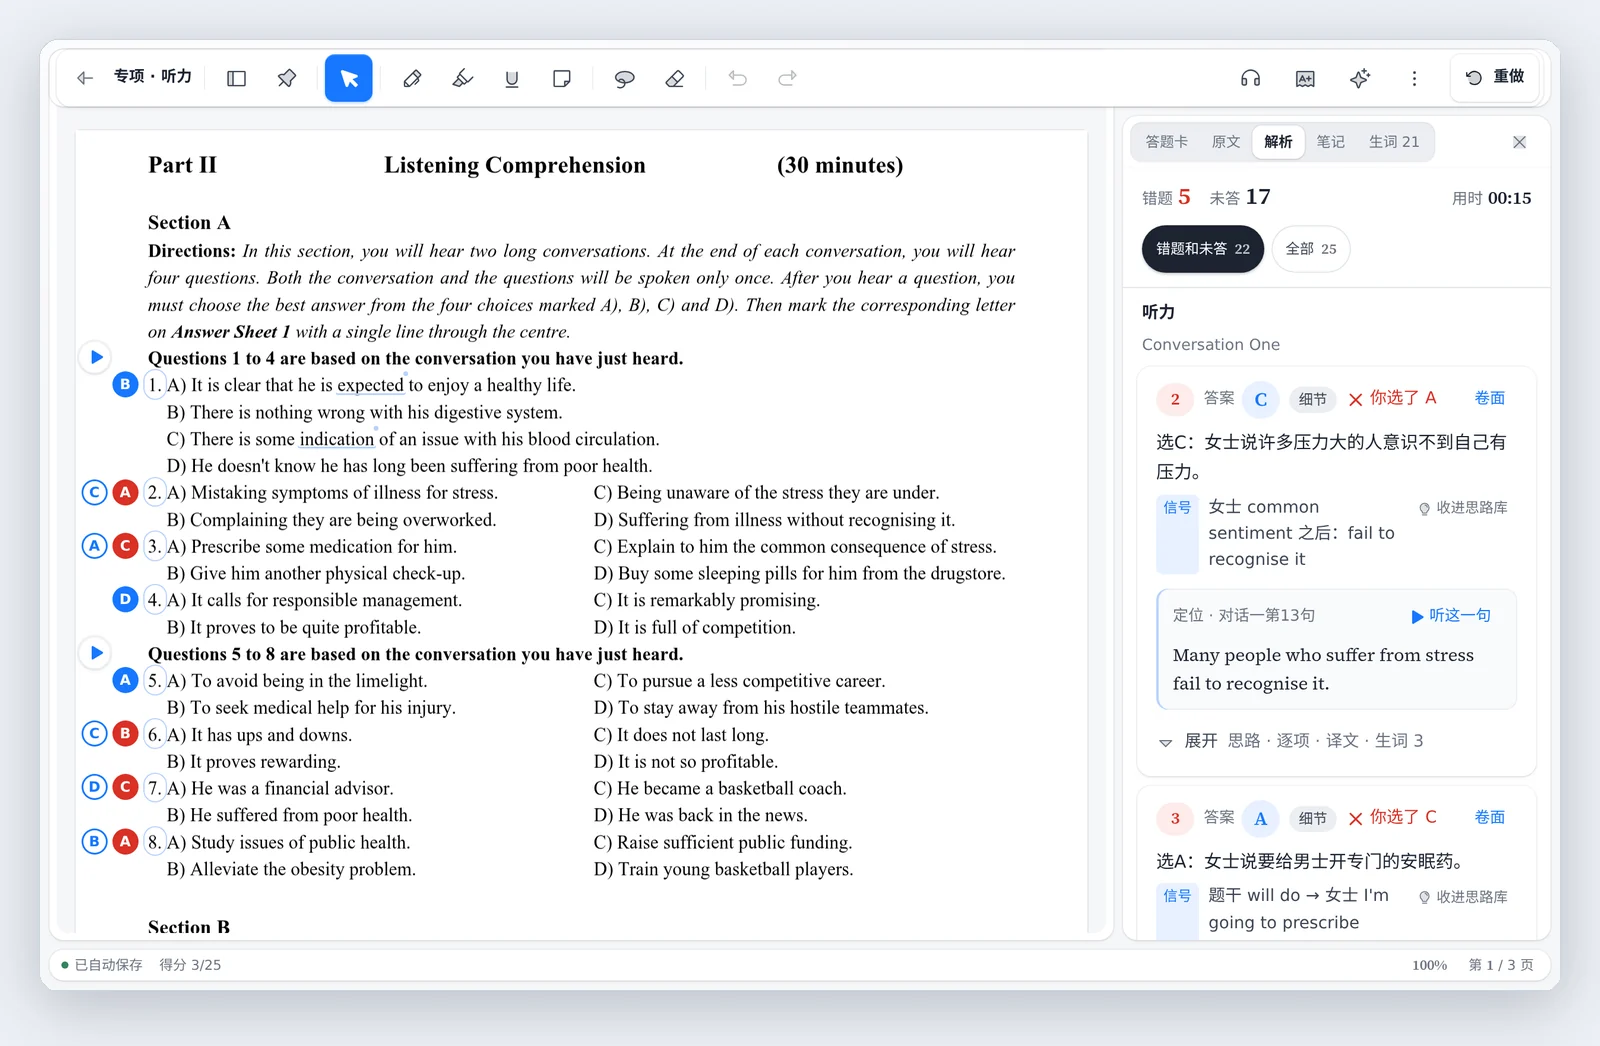 专项 · 听力
重做
Part II Listening Comprehension (30 minutes)
Section A
Directions: In this section, you will hear two long conversations. At the end of each conversation, you will hear
four questions. Both the conversation and the questions will be spoken only once. After you hear a question, you
must choose the best answer from the four choices marked A), B), C) and D). Then mark the corresponding letter
on Answer Sheet 1 with a single line through the centre.
Questions 1 to 4 are based on the conversation you have just heard.
B 1. A) It is clear that he is expected to enjoy a healthy life.
B) There is nothing wrong with his digestive system.
C) There is some indication of an issue with his blood circulation.
D) He doesn't know he has long been suffering from poor health.
C A 2. A) Mistaking symptoms of illness for stress. C) Being unaware of the stress they are under.
B) Complaining they are being overworked. D) Suffering from illness without recognising it.
A C 3. A) Prescribe some medication for him. C) Explain to him the common consequence of stress.
B) Give him another physical check-up. D) Buy some sleeping pills for him from the drugstore.
D 4. A) It calls for responsible management. C) It is remarkably promising.
B) It proves to be quite profitable. D) It is full of competition.
Questions 5 to 8 are based on the conversation you have just heard.
A 5. A) To avoid being in the limelight. C) To pursue a less competitive career.
B) To seek medical help for his injury. D) To stay away from his hostile teammates.
C B 6. A) It has ups and downs. C) It does not last long.
B) It proves rewarding. D) It is not so profitable.
D C 7. A) He was a financial advisor. C) He became a basketball coach.
B) He suffered from poor health. D) He was back in the news.
B A 8. A) Study issues of public health. C) Raise sufficient public funding.
B) Alleviate the obesity problem. D) Train young basketball players.
Section B
答题卡 原文 解析 笔记 生词 21
错题 5 未答 17 用时 00:15
错题和未答 22 全部 25
听力
Conversation One
2 答案 C 细节 你选了 A 卷面
选C：女士说许多压力大的人意识不到自己有
压力。
信号 女士 common 收进思路库
sentiment 之后：fail to
recognise it
定位 · 对话一第13句 听这一句
Many people who suffer from stress
fail to recognise it.
展开 思路 · 逐项 · 译文 · 生词 3
3 答案 A 细节 你选了 C 卷面
选A：女士说要给男士开专门的安眠药。
信号 题干 will do → 女士 I'm 收进思路库
going to prescribe
已自动保存 得分 3/25
100% 第 1 / 3 页